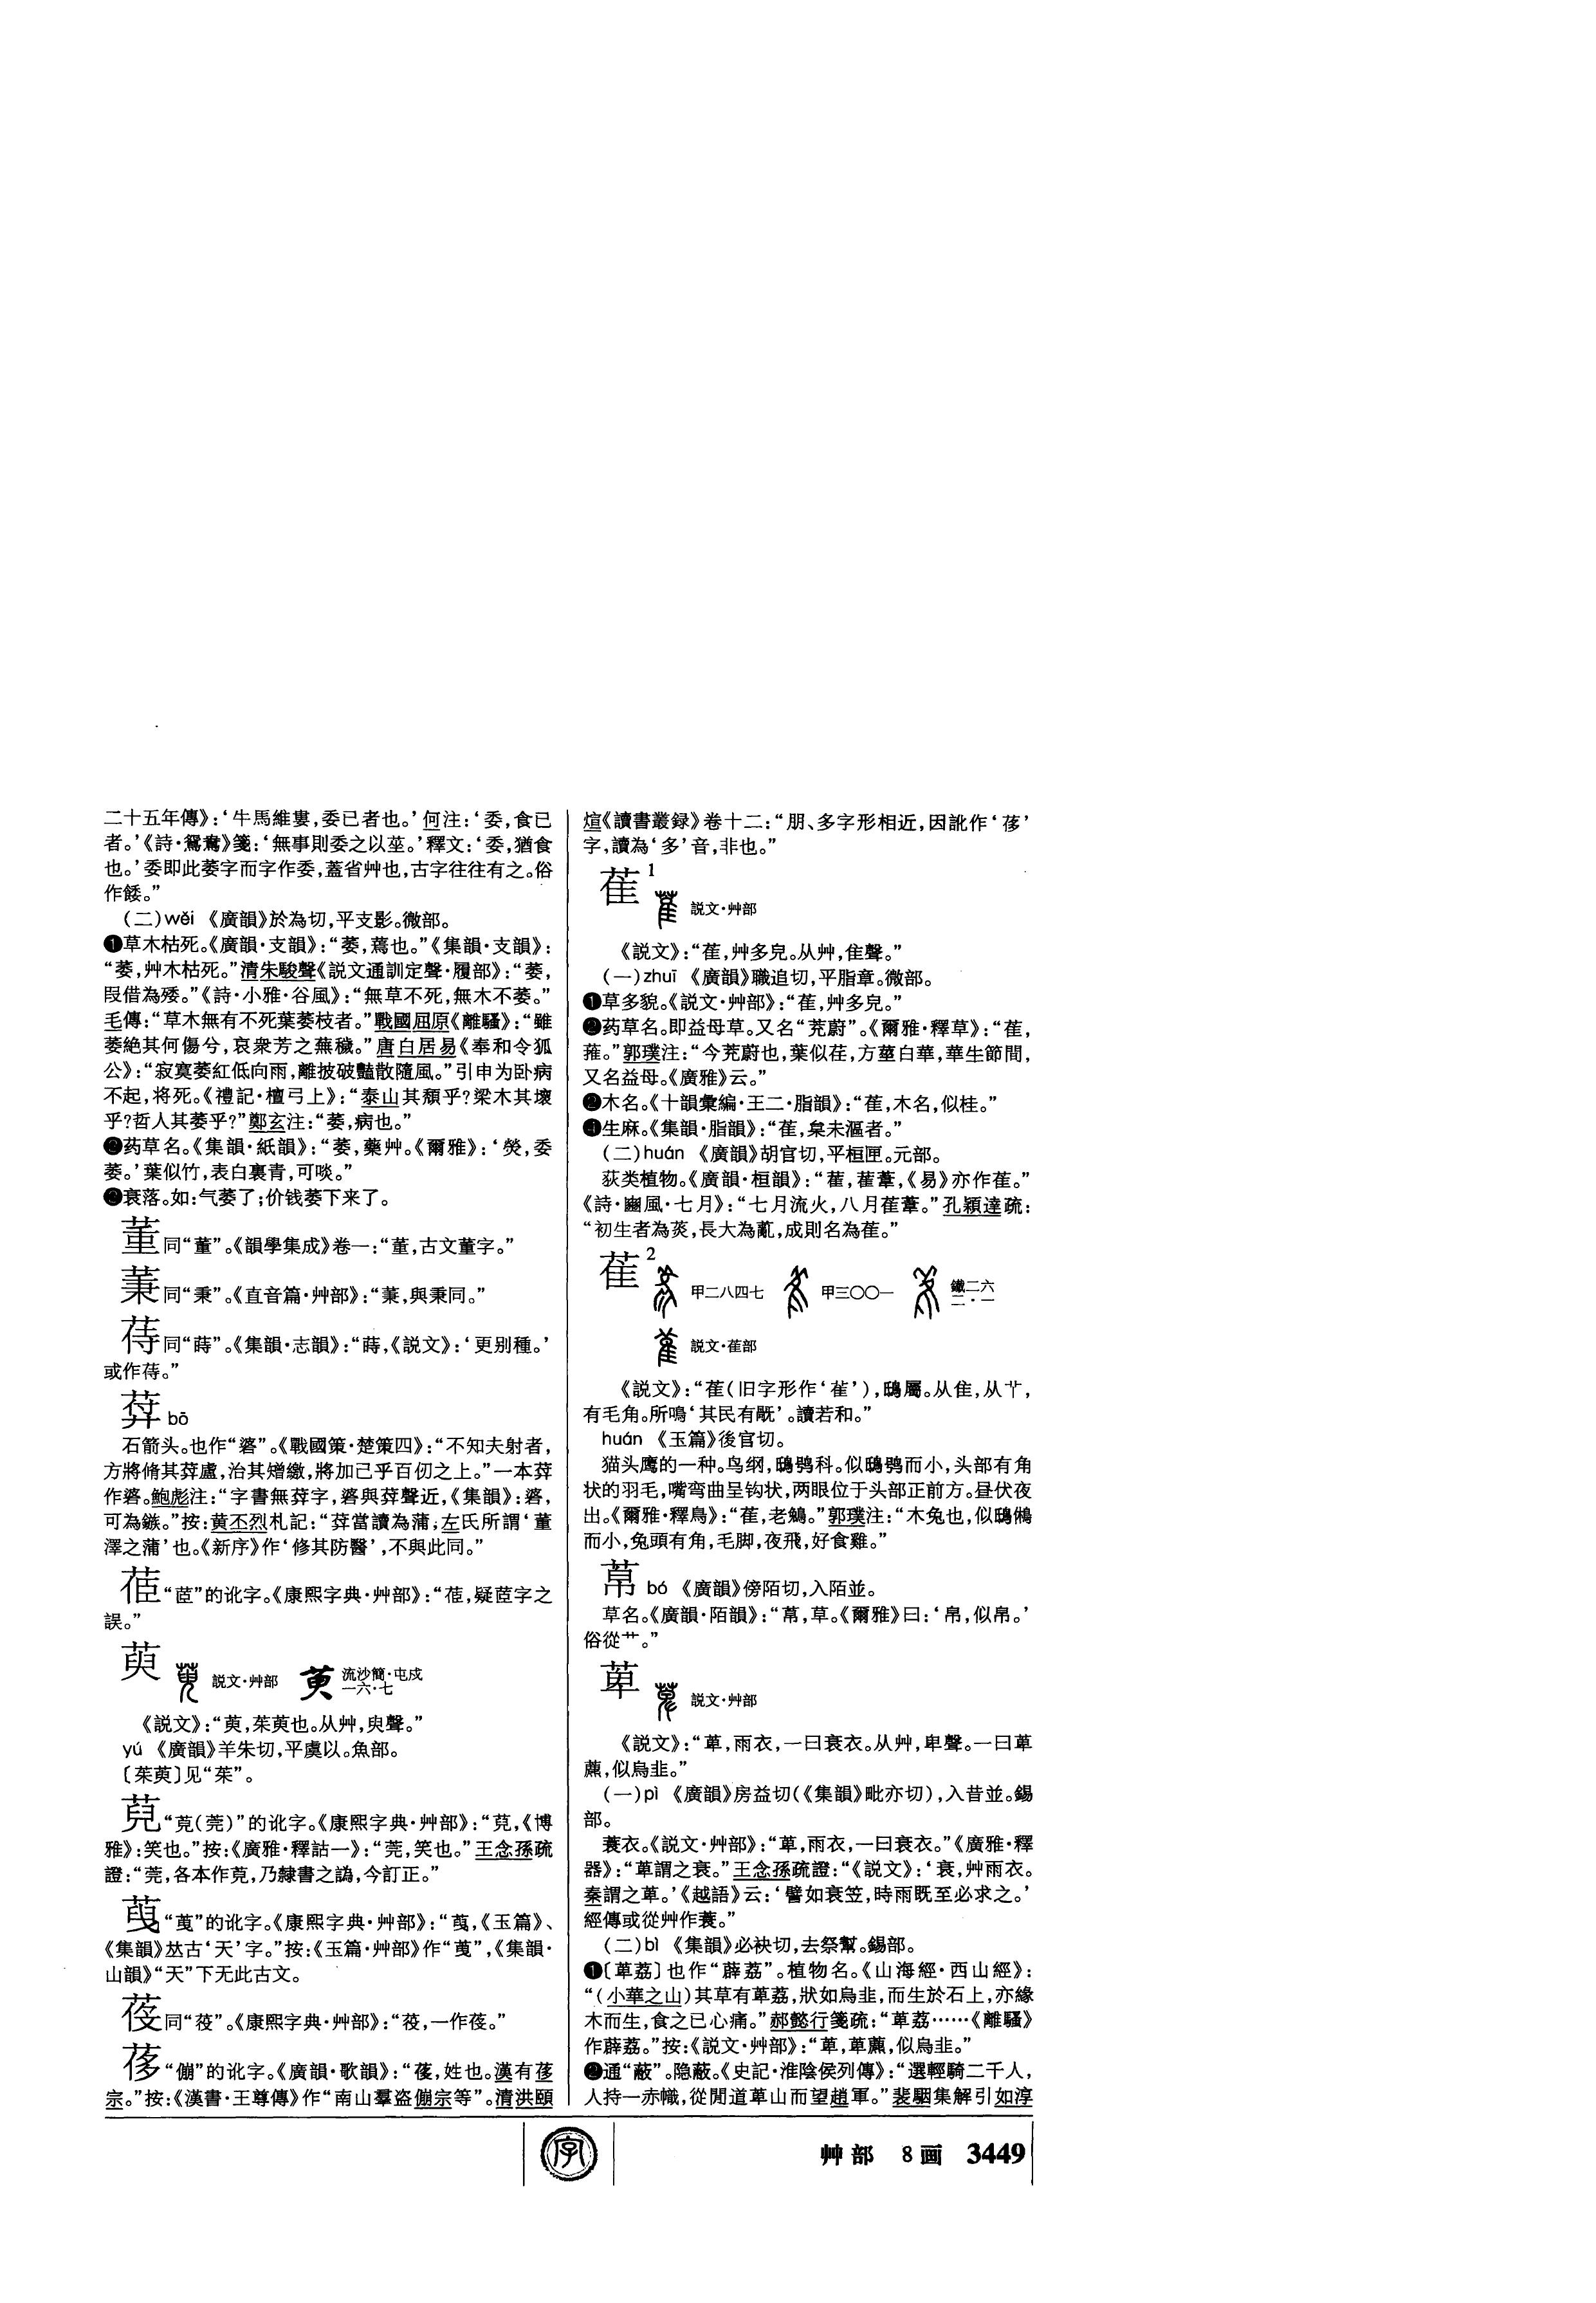 二十五年傳》：‘牛馬維婁，委已者也。’何注：‘委，食已
者。’《詩·鴛鴦》箋：‘無事則委之以莝。’釋文：‘委，猶食
也。’委即此萎字而字作委，蓋省艸也，古字往往有之。俗
作餧。”
（二）wěi 《廣韻》於為切，平支影。微部。
❶草木枯死。《廣韻·支韻》：“萎，蔫也。”《集韻·支韻》：
“萎，艸木枯死。”清朱駿聲《説文通訓定聲·履部》：“萎，
叚借為矮。”《詩·小雅·谷風》：“無草不死，無木不萎。”
毛傳：“草木無有不死葉萎枝者。”戰國屈原《離騷》：“雖
萎絶其何傷兮，哀衆芳之蕪穢。”唐白居易《奉和令狐
公》：“寂寞萎紅低向雨，離披破豔散隨風。”引申为卧病
不起，将死。《禮記·檀弓上》：“泰山其頹乎？梁木其壞
乎？哲人其萎乎？”鄭玄注：“萎，病也。”
❷药草名。《集韻·紙韻》：“萎，藥艸。《爾雅》：‘熒，委
萎。’葉似竹，表白裏青，可啖。”
❸衰落。如：气萎了；价钱萎下来了。
同“董”。《韻學集成》卷一：“菫，古文董字。”
䓑同“秉”。《直音篇·艸部》：“䓑，與秉同。”
䓁同“蒔”。《集韻·志韻》：“蒔，《説文》：‘更别種。’
或作䓁。”
䓏 bō
石箭头。也作“碆”。《戰國策·楚策四》：“不知夫射者，
方將脩其䓏盧，治其矰繳，將加己乎百仞之上。”一本䓏
作碆。鮑彪注：“字書無䓏字，碆與䓏聲近，《集韻》：碆，
可為鏃。”按：黄丕烈札記：“䓏當讀為蒲；左氏所謂‘董
澤之蒲’也。《新序》作‘修其防翳’，不與此同。”
“苬”的讹字。《康熙字典·艸部》：“，疑字之
誤。”
萸 説文·艸部 流沙簡·屯戍
一六·七
《説文》：“萸，茱萸也。从艸，臾聲。”
yú 《廣韻》羊朱切，平虞以。魚部。
〔茱萸〕见“茱”。
“莧（莞）”的讹字。《康熙字典·艸部》：“，《博
雅》：笑也。”按：《廣雅·釋詁一》：“莞，笑也。”王念孫疏
證：“莞，各本作莧，乃隸書之譌，今訂正。”
的讹字。《康熙字典·艸部》：“，《玉篇》、
《集韻》夶古‘天’字。”按：《玉篇·艸部》作“”，《集韻·
山韻》“天”下无此古文。
同“荍”。《康熙字典·艸部》：“荍，一作。”
䓩“傰”的讹字。《廣韻·歌韻》：“䓩，姓也。漢有䓩
宗。”按：《漢書·王尊傳》作“南山羣盗傰宗等”。清洪頤
煊《讀書叢録》卷十二：“朋、多字形相近，因訛作‘䓩’
字，讀為‘多’音，非也。”
萑1 説文·艸部
《説文》：“萑，艸多皃。从艸，隹聲。”
（一）zhuī 《廣韻》職追切，平脂章。微部。
❶草多貌。《説文·艸部》：“萑，艸多皃。”
❷药草名。即益母草。又名“茺蔚”。《爾雅·釋草》：“萑，
蓷。”郭璞注：“今茺蔚也，葉似荏，方莖白華，華生節間，
又名益母。《廣雅》云。”
❸木名。《十韻彙編·王二·脂韻》：“萑，木名，似桂。”
❹生麻。《集韻·脂韻》：“萑，枲未漚者。”
（二）huán 《廣韻》胡官切，平桓匣。元部。
荻类植物。《廣韻·桓韻》：“萑，萑葦，《易》亦作萑。”
《詩·豳風·七月》：“七月流火，八月萑葦。”孔穎達疏：
“初生者為菼，長大為薍，成則名為萑。”
萑2 甲二八四七 甲三〇〇一 鐵二六
二·一
説文·萑部
《説文》：“萑（旧字形作‘雈’），鴟屬。从隹，从𦫳，
有毛角。所鳴‘其民有旤’。讀若和。”
huán 《玉篇》後官切。
猫头鹰的一种。鸟纲，鴟鴞科。似鴟鴞而小，头部有角
状的羽毛，嘴弯曲呈钩状，两眼位于头部正前方。昼伏夜
出。《爾雅·釋鳥》：“萑，老鵵。”郭璞注：“木兔也，似鴟鵂
而小，兔頭有角，毛脚，夜飛，好食雞。”
䓛 bó 《廣韻》傍陌切，入陌並。
草名。《廣韻·陌韻》：“，草。《爾雅》曰：‘帛，似帛。’
俗從艹。”
萆 説文·艸部
《説文》：“萆，雨衣，一曰衰衣。从艸，卑聲。一曰萆
藨，似烏韭。”
（一）pì 《廣韻》房益切（《集韻》毗亦切），入昔並。錫
部。
蓑衣。《説文·艸部》：“萆，雨衣，一曰衰衣。”《廣雅·釋
器》：“萆謂之衰。”王念孫疏證：“《説文》：‘衰，艸雨衣。
秦謂之萆。’《越語》云：‘譬如衰笠，時雨既至必求之。’
經傳或從艸作蓑。”
（二）bì 《集韻》必袂切，去祭幫。錫部。
❶〔萆荔〕也作“薜荔”。植物名。《山海經·西山經》：
“（小華之山）其草有萆荔，狀如烏韭，而生於石上，亦緣
木而生，食之已心痛。”郝懿行箋疏：“萆荔……《離騷》
作薜荔。”按：《説文·艸部》：“萆，萆藨，似烏韭。”
❷通“蔽”。隐蔽。《史記·淮陰侯列傳》：“選輕騎二千人，
人持一赤幟，從閒道萆山而望趙軍。”裴駰集解引如淳
字
艸部 8画 3449